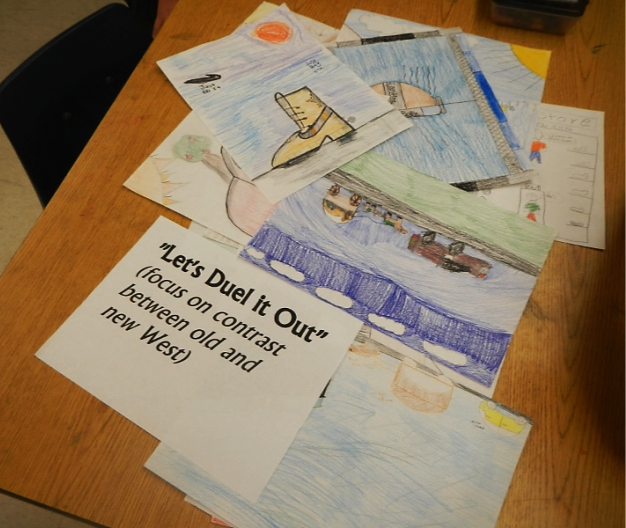 "Let's Duel it Out"
(focus on contrast
between old and
new West)